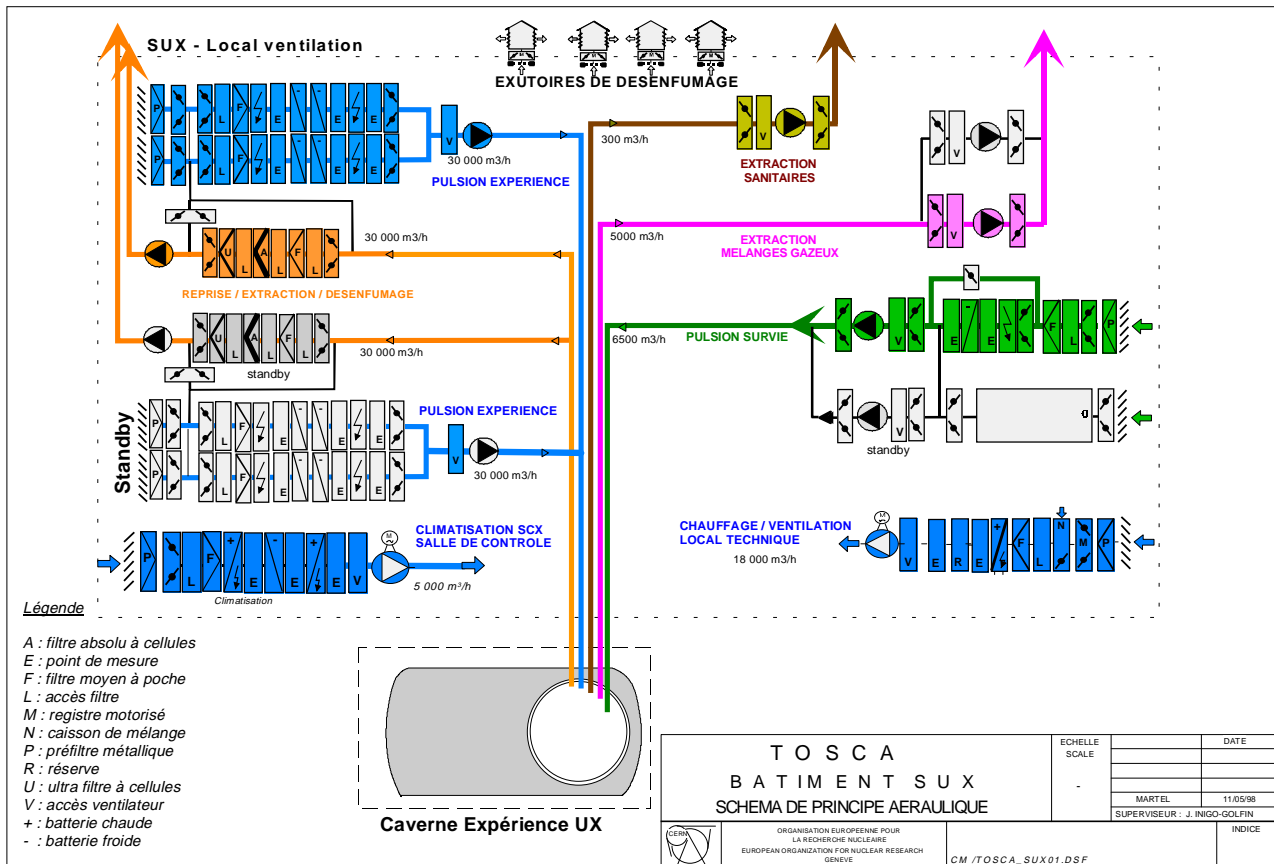 SUX - Local ventilation
EXUTOIRES DE DESENFUMAGE
P L F E - - E E
P L F E - - E E
V
30 000 m3/h
PULSION EXPERIENCE
300 m3/h
V
EXTRACTION
SANITAIRES
V
30 000 m3/h
U L A L F L
REPRISE / EXTRACTION / DESENFUMAGE
5000 m3/h
EXTRACTION
MELANGES GAZEUX
V
U L A L F L
standby
30 000 m3/h
6500 m3/h
PULSION SURVIE
V E - E F L P
V
standby
Standby
PULSION EXPERIENCE
P L F E - - E E
P L F E - - E E
V
30 000 m3/h
P L F + E - E + E V
M
Climatisation
CLIMATISATION SCX
SALLE DE CONTROLE
5 000 m³/h
CHAUFFAGE / VENTILATION
LOCAL TECHNIQUE
18 000 m3/h
M
V E R E + F L N M P
Légende
A : filtre absolu à cellules
E : point de mesure
F : filtre moyen à poche
L : accès filtre
M : registre motorisé
N : caisson de mélange
P : préfiltre métallique
R : réserve
U : ultra filtre à cellules
V : accès ventilateur
+ : batterie chaude
- : batterie froide
Caverne Expérience UX
TOSCA
BATIMENT SUX
SCHEMA DE PRINCIPE AERAULIQUE
ECHELLE
SCALE
-
DATE
MARTEL 11/05/98
SUPERVISEUR : J. INIGO-GOLFIN
CERN
ORGANISATION EUROPEENNE POUR
LA RECHERCHE NUCLÉAIRE
EUROPEAN ORGANIZATION FOR NUCLEAR RESEARCH
GENEVE
CM /TOSCA_SUX01.DSF
INDICE